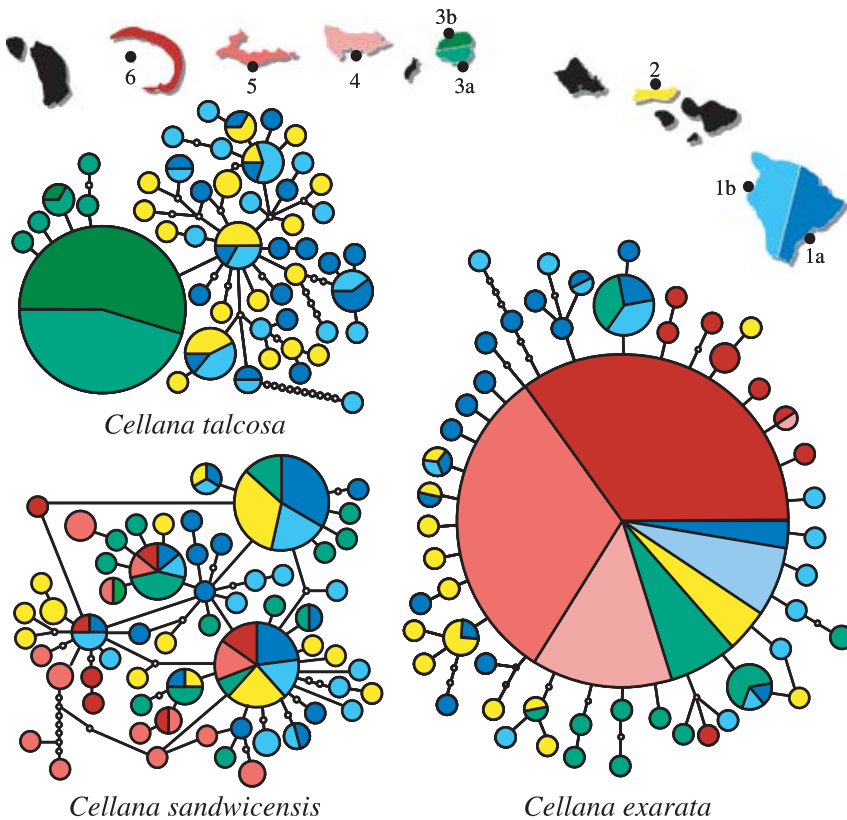 3b
6
5
4
3a
2
1b
1a
Cellana talcosa
Cellana sandwicensis
Cellana exarata